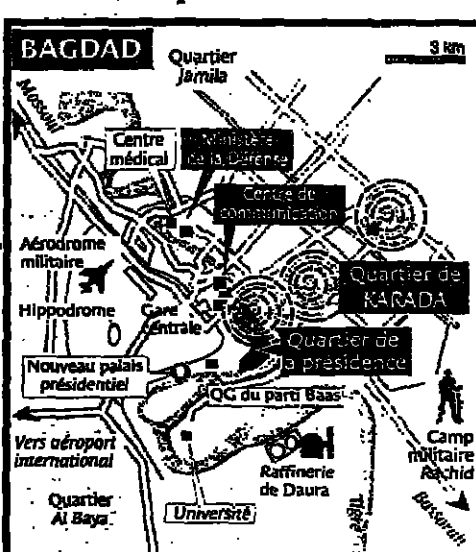 BAGDAD
Quartier
Jamila
3 km
Mossoul
Centre
médical
Ministère
de la Défense
Centre de
communication
Aérodrome
militaire
Quartier de
KARADA
Hippodrome
Gare
centrale
Quartier de
la présidence
Nouveau palais
présidentiel
QG du parti Baas
Vers aéroport
international
Camp
militaire
Rachid
Raffinerie
de Daura
Bassorah
Quartier
Al Baya
Université
Tigre